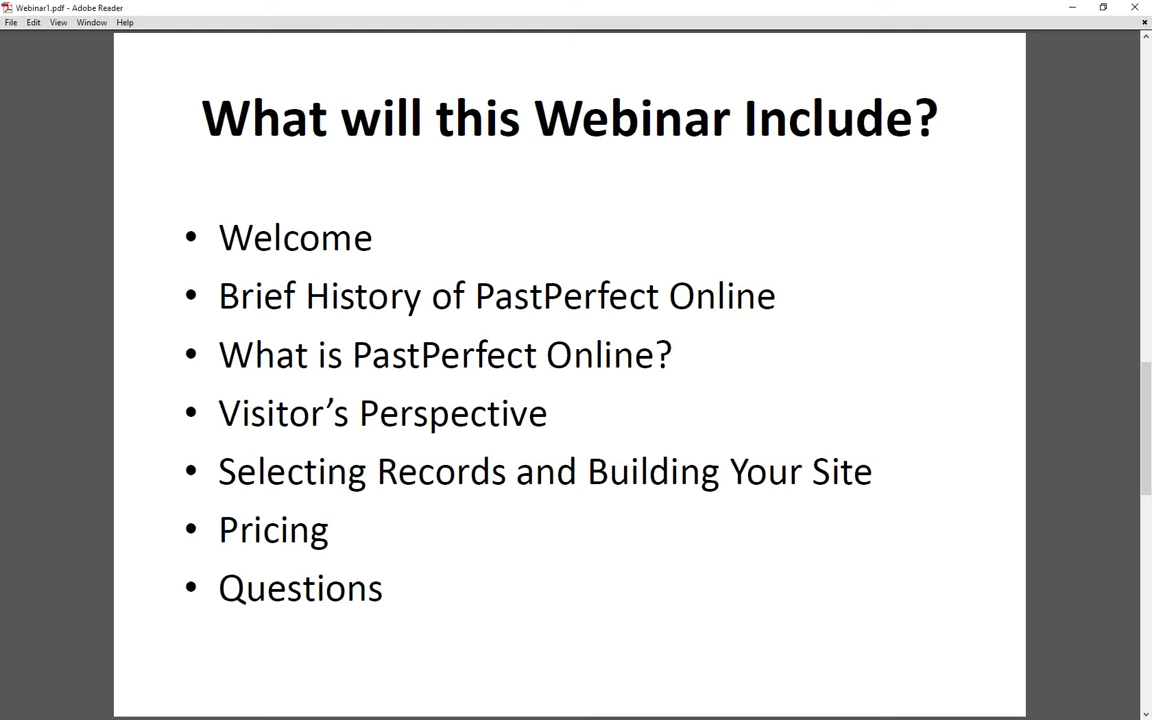 Webinar1.pdf - Adobe Reader
File Edit View Window Help
What will this Webinar Include?
• Welcome
• Brief History of PastPerfect Online
• What is PastPerfect Online?
• Visitor’s Perspective
• Selecting Records and Building Your Site
• Pricing
• Questions